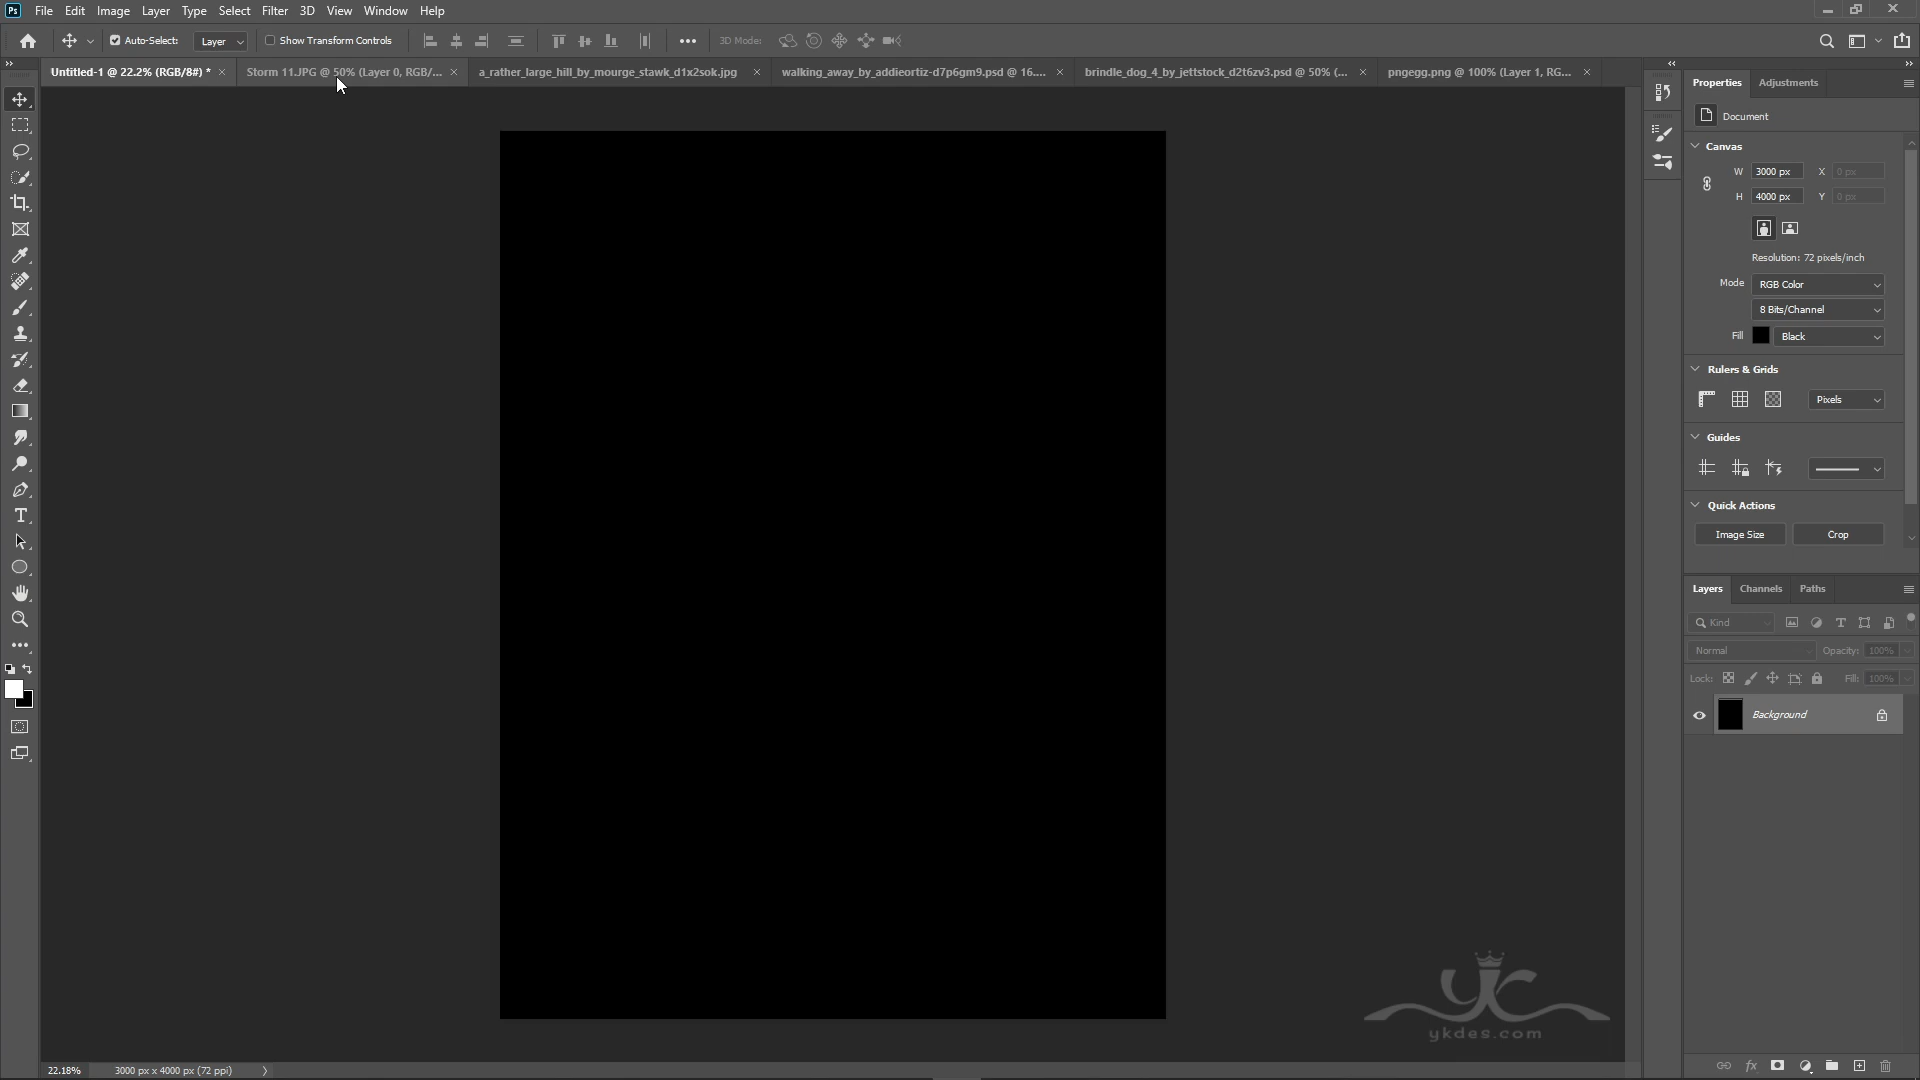 Ps File Edit Image Layer Type Select Filter 3D View Window Help
Auto-Select: Layer Show Transform Controls 3D Mode:
Untitled-1 @ 22.2% (RGB/8#) * × Storm 11.JPG @ 50% (Layer 0, RGB/... × a_rather_large_hill_by_mourge_stawk_d1x2sok.jpg × walking_away_by_addieortiz-d7p6gm9.psd @ 16.... × brindle_dog_4_by_jettstock_d2t6zv3.psd @ 50% (... × pngegg.png @ 100% (Layer 1, RG... ×
Properties Adjustments
Document
Canvas
W 3000 px X 0 px
H 4000 px Y 0 px
Resolution: 72 pixels/inch
Mode RGB Color
8 Bits/Channel
Fill Black
Rulers & Grids
Pixels
Guides
Quick Actions
Image Size Crop
Layers Channels Paths
Kind
Normal Opacity: 100%
Lock: Fill: 100%
Background
yc
ykdes.com
22.18% 3000 px x 4000 px (72 ppi)